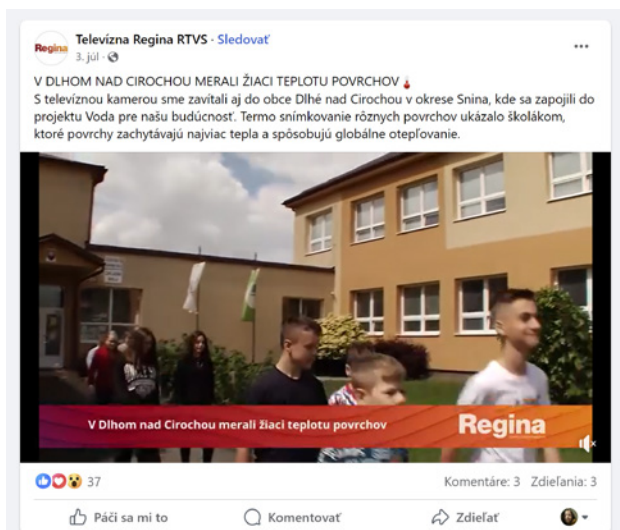 Regina
Televízna Regina RTVS · Sledovať
3. júl ·
V DLHOM NAD CIROCHOU MERALI ŽIACI TEPLOTU POVRCHOV
S televíznou kamerou sme zavítali aj do obce Dlhé nad Cirochou v okrese Snina, kde sa zapojili do
projektu Voda pre našu budúcnosť. Termo snímkovanie rôznych povrchov ukázalo školákom,
ktoré povrchy zachytávajú najviac tepla a spôsobujú globálne otepľovanie.
V Dlhom nad Cirochou merali žiaci teplotu povrchov
Regina
37
Komentáre: 3 Zdieľania: 3
Páči sa mi to
Komentovať
Zdieľať